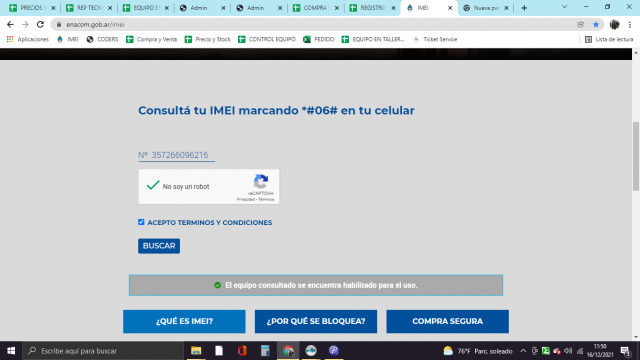 PRECIOS Y
REP TECN
EQUIPO E
Admin
Admin
COMPRA
REGISTRO
IMEI
Nueva pe
enacom.gob.ar/imei
Aplicaciones
IMEI
CODERS
Compra y Venta
Precio y Stock
CONTROL EQUIPO
PEDIDO
EQUIPO EN TALLER...
Ticket Service
Lista de lectura
Consultá tu IMEI marcando *#06# en tu celular
Nº 357266096216
No soy un robot
reCAPTCHA
Privacidad - Términos
ACEPTO TERMINOS Y CONDICIONES
BUSCAR
El equipo consultado se encuentra habilitado para el uso.
¿QUÉ ES IMEI?
¿POR QUÉ SE BLOQUEA?
COMPRA SEGURA
Escribe aquí para buscar
76°F Parc. soleado
11:50
16/12/2021